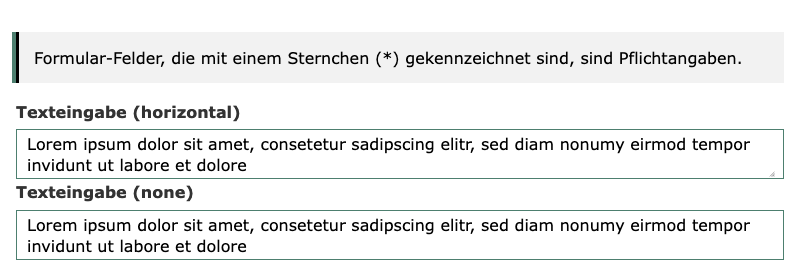 Formular-Felder, die mit einem Sternchen (*) gekennzeichnet sind, sind Pflichtangaben.
Texteingabe (horizontal)
Lorem ipsum dolor sit amet, consetetur sadipscing elitr, sed diam nonumy eirmod tempor
invidunt ut labore et dolore
Texteingabe (none)
Lorem ipsum dolor sit amet, consetetur sadipscing elitr, sed diam nonumy eirmod tempor
invidunt ut labore et dolore